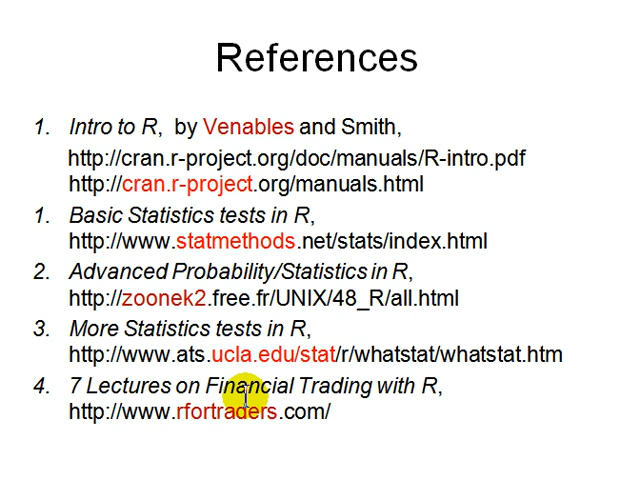 References
1. Intro to R, by Venables and Smith,
http://cran.r-project.org/doc/manuals/R-intro.pdf
http://cran.r-project.org/manuals.html
1. Basic Statistics tests in R,
http://www.statmethods.net/stats/index.html
2. Advanced Probability/Statistics in R,
http://zoonek2.free.fr/UNIX/48_R/all.html
3. More Statistics tests in R,
http://www.ats.ucla.edu/stat/r/whatstat/whatstat.htm
4. 7 Lectures on Financial Trading with R,
http://www.rfortraders.com/